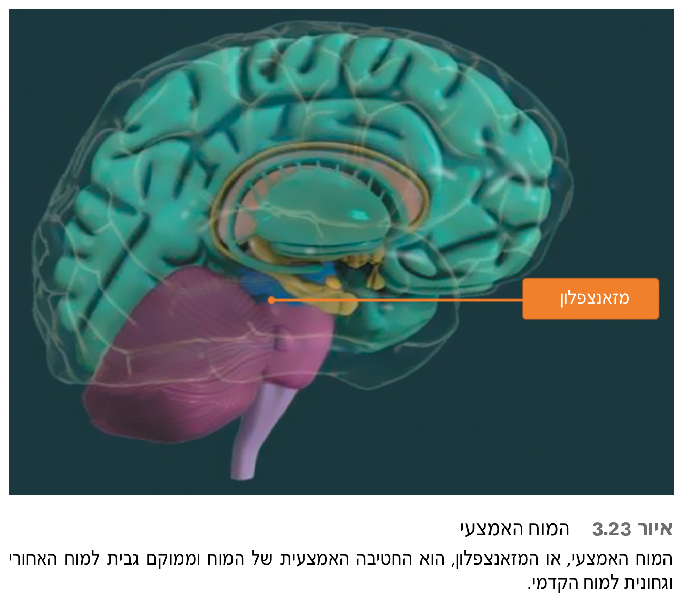 מזאנצפלון
איור 3.23 המוח האמצעי
המוח האמצעי, או המזאנצפלון, הוא החטיבה האמצעית של המוח וממוקם גבית למוח האחורי
וגחונית למוח הקדמי.